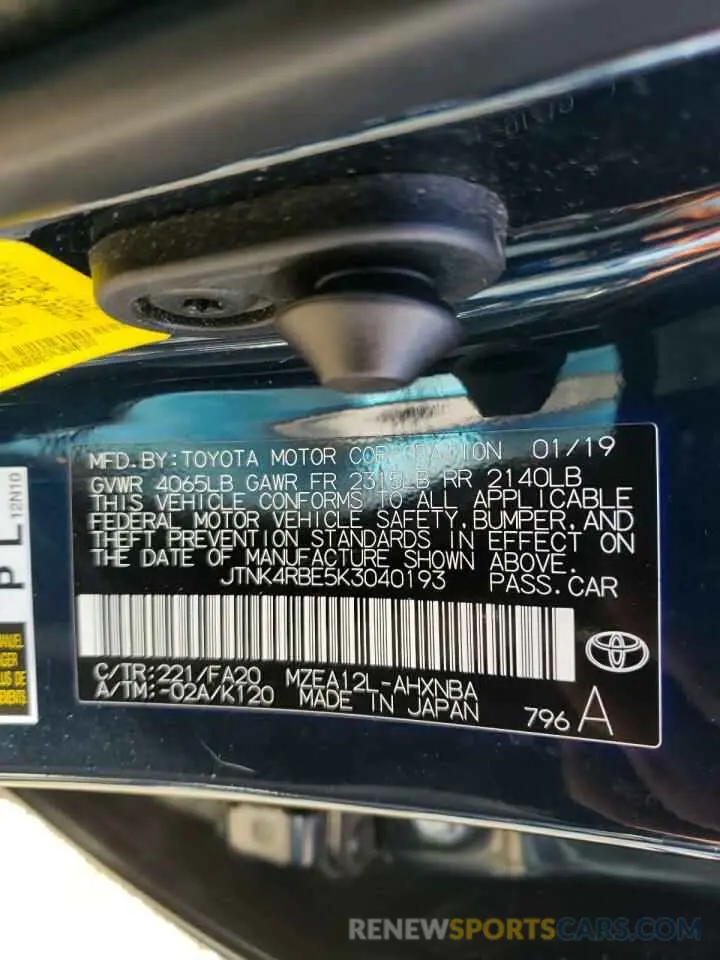 MFD.BY:TOYOTA MOTOR CORPORATION 01/19
GVWR 4065LB GAWR FR 2315LB RR 2140LB
THIS VEHICLE CONFORMS TO ALL APPLICABLE
FEDERAL MOTOR VEHICLE SAFETY,BUMPER,AND
THEFT PREVENTION STANDARDS IN EFFECT ON
THE DATE OF MANUFACTURE SHOWN ABOVE.
JTNK4RBE5K3040193 PASS.CAR
C/TR:221/FA20 MZEA12L-AHXNBA
A/TM:-02A/K120 MADE IN JAPAN
796 A
PL
12N10
RENEWSPORTSCARS.COM